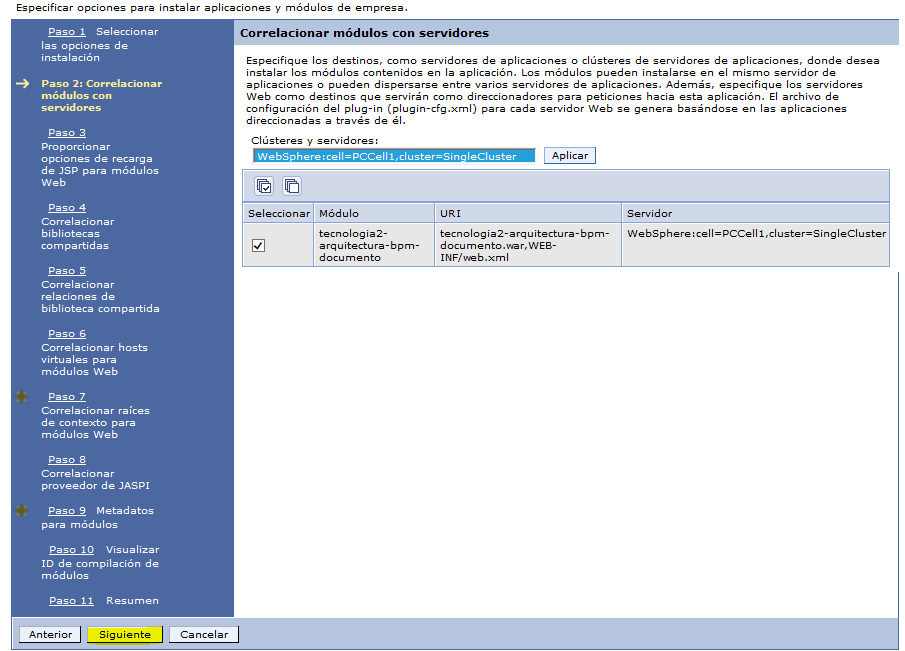 Especificar opciones para instalar aplicaciones y módulos de empresa.
Paso 1 Seleccionar
las opciones de
instalación
Paso 2: Correlacionar
módulos con
servidores
Paso 3
Proporcionar
opciones de recarga
de JSP para módulos
Web
Paso 4
Correlacionar
bibliotecas
compartidas
Paso 5
Correlacionar
relaciones de
biblioteca compartida
Paso 6
Correlacionar hosts
virtuales para
módulos Web
Paso 7
Correlacionar raíces
de contexto para
módulos Web
Paso 8
Correlacionar
proveedor de JASPI
Paso 9 Metadatos
para módulos
Paso 10 Visualizar
ID de compilación de
módulos
Paso 11 Resumen
Correlacionar módulos con servidores
Especifique los destinos, como servidores de aplicaciones o clústeres de servidores de aplicaciones, donde desea
instalar los módulos contenidos en la aplicación. Los módulos pueden instalarse en el mismo servidor de
aplicaciones o pueden dispersarse entre varios servidores de aplicaciones. Además, especifique los servidores
Web como destinos que servirán como direccionadores para peticiones hacia esta aplicación. El archivo de
configuración del plug-in (plugin-cfg.xml) para cada servidor Web se genera basándose en las aplicaciones
direccionadas a través de él.
Clústeres y servidores:
WebSphere:cell=PCCell1,cluster=SingleCluster Aplicar
Seleccionar Módulo URI Servidor
tecnologia2-
arquitectura-bpm-
documento
tecnologia2-arquitectura-bpm-
documento.war,WEB-
INF/web.xml
WebSphere:cell=PCCell1,cluster=SingleCluster
Anterior Siguiente Cancelar